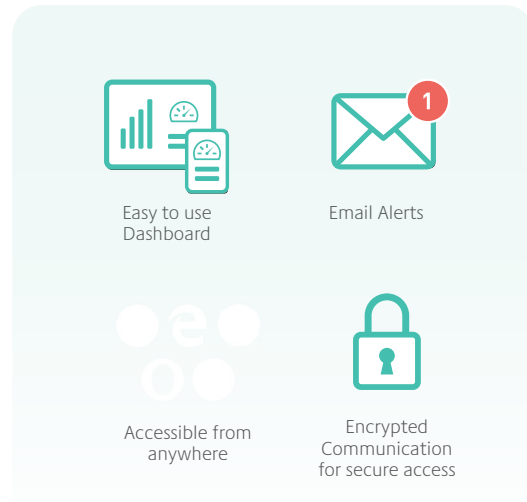 1
Easy to use
Dashboard
Email Alerts
Accessible from
anywhere
Encrypted
Communication
for secure access